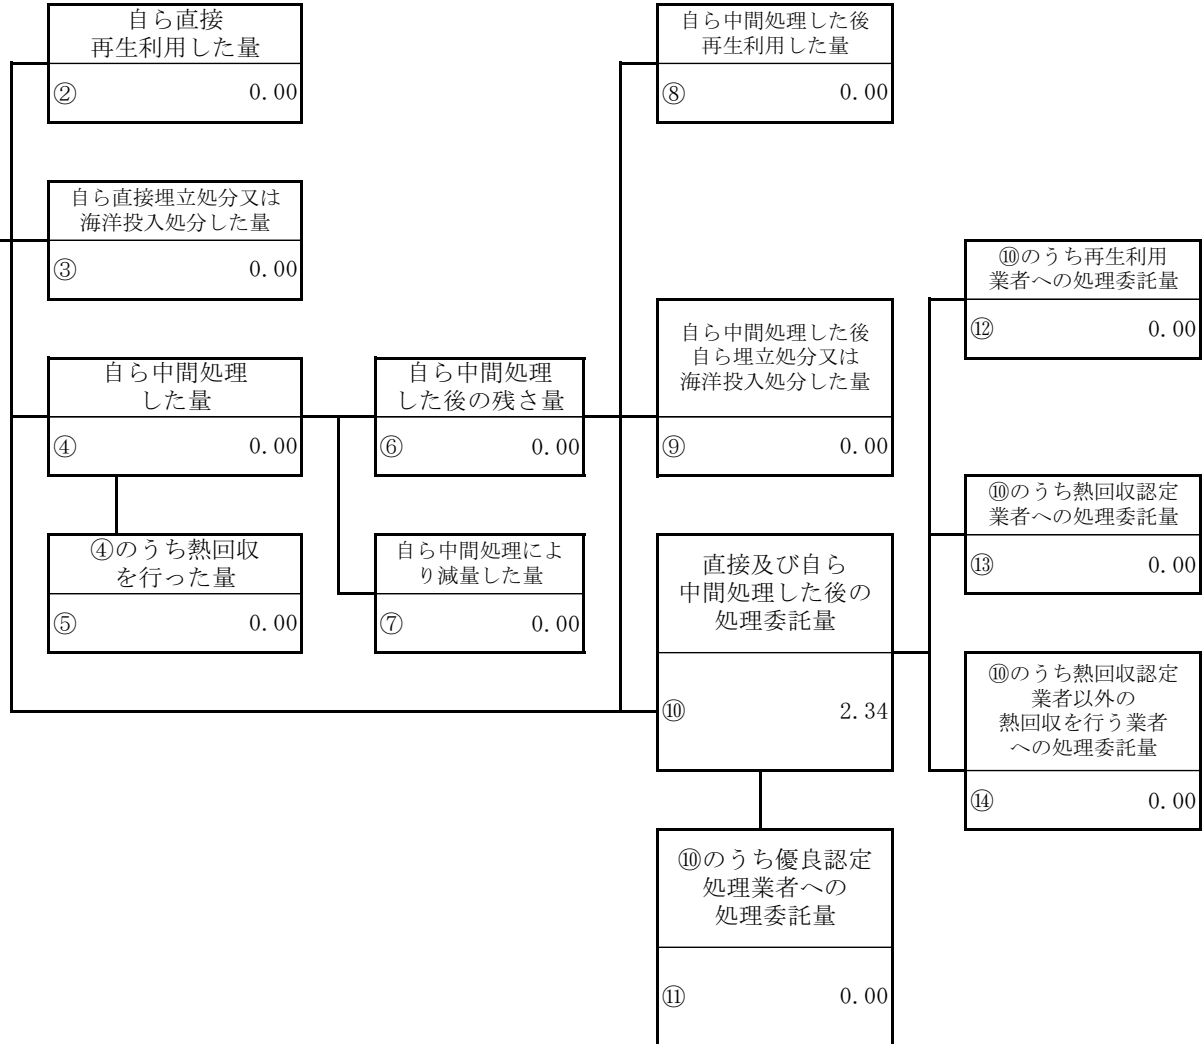 自ら直接
再生利用した量
② 0.00
自ら直接埋立処分又は
海洋投入処分した量
③ 0.00
自ら中間処理
した量
④ 0.00
④のうち熱回収
を行った量
⑤ 0.00
自ら中間処理
した後の残さ量
⑥ 0.00
自ら中間処理によ
り減量した量
⑦ 0.00
自ら中間処理した後
再生利用した量
⑧ 0.00
自ら中間処理した後
自ら埋立処分又は
海洋投入処分した量
⑨ 0.00
直接及び自ら
中間処理した後の
処理委託量
⑩ 2.34
⑩のうち優良認定
処理業者への
処理委託量
⑪ 0.00
⑩のうち再生利用
業者への処理委託量
⑫ 0.00
⑩のうち熱回収認定
業者への処理委託量
⑬ 0.00
⑩のうち熱回収認定
業者以外の
熱回収を行う業者
への処理委託量
⑭ 0.00